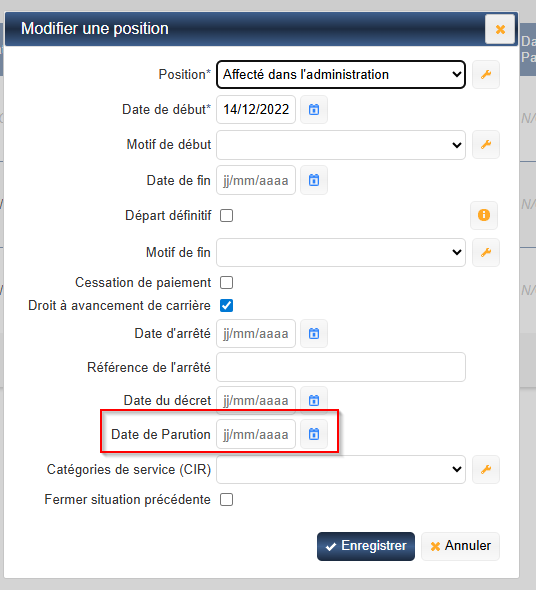 Modifier une position
Da
Pa
Position* Affecté dans l'administration
Date de début* 14/12/2022
Motif de début
Date de fin jj/mm/aaaa
Départ définitif
Motif de fin
Cessation de paiement
Droit à avancement de carrière
Date d'arrêté jj/mm/aaaa
Référence de l'arrêté
Date du décret jj/mm/aaaa
Date de Parution jj/mm/aaaa
Catégories de service (CIR)
Fermer situation précédente
Enregistrer Annuler